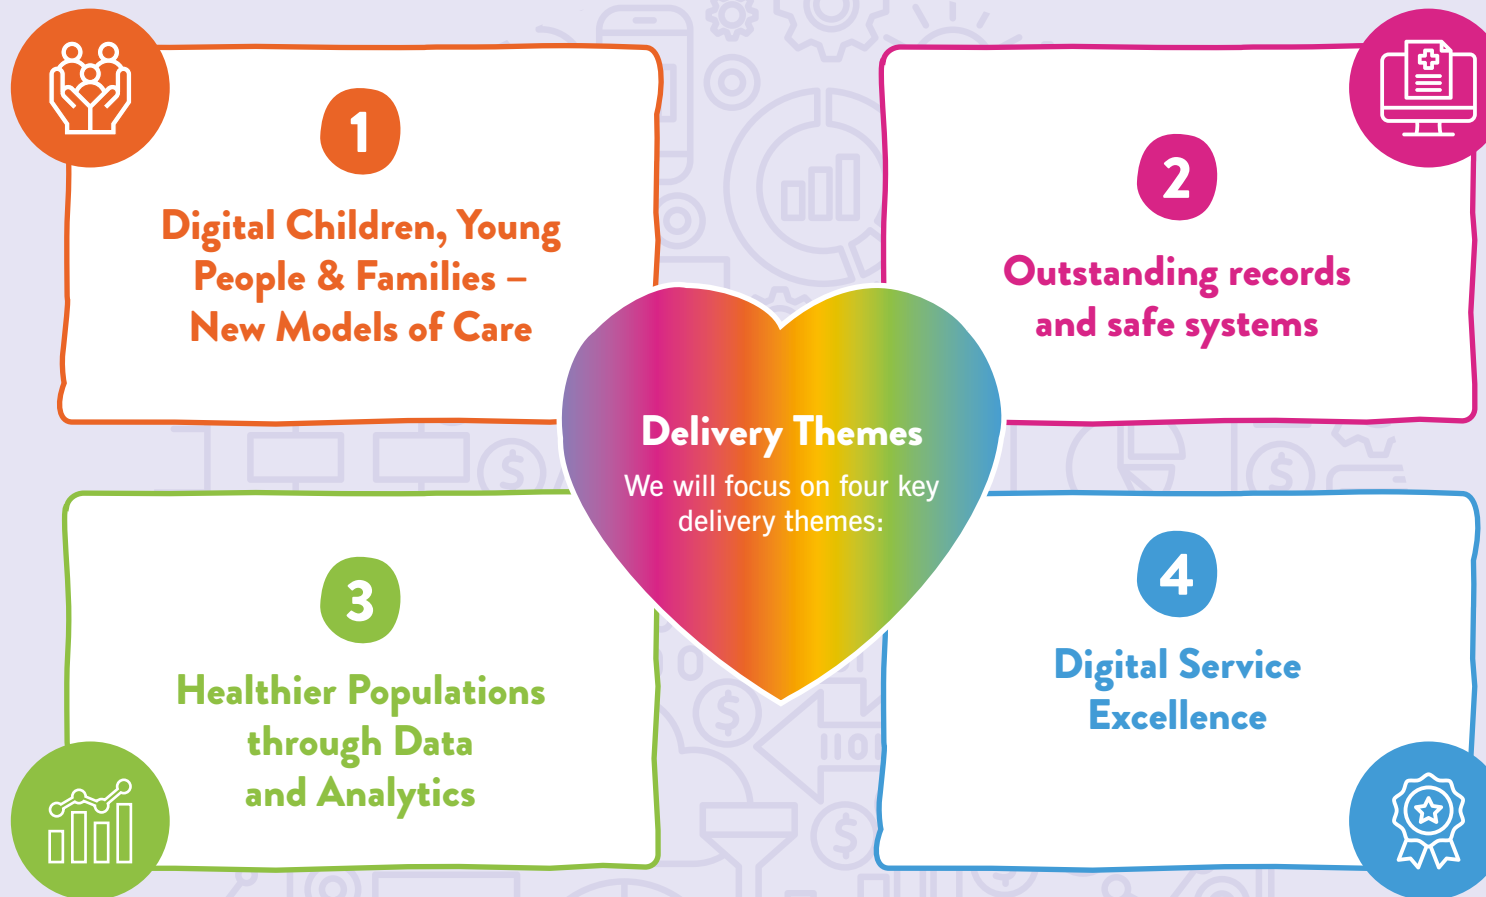 1
Digital Children, Young
People & Families –
New Models of Care
2
Outstanding records
and safe systems
Delivery Themes
We will focus on four key
delivery themes:
3
Healthier Populations
through Data
and Analytics
4
Digital Service
Excellence